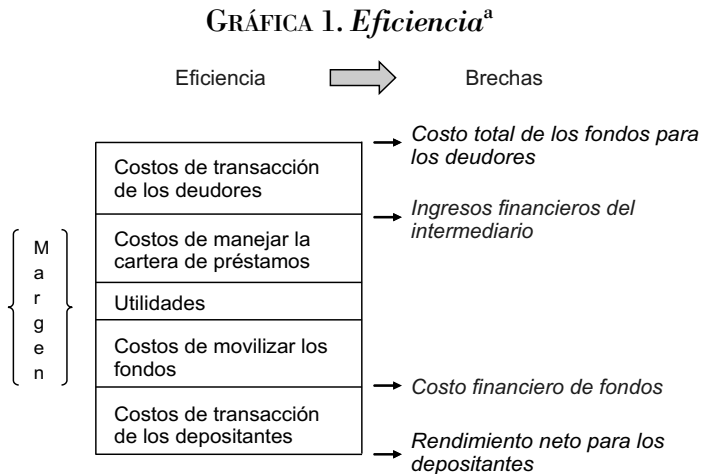 GRÁFICA 1. Eficienciaª
Eficiencia
Brechas
Costos de transacción
de los deudores
Costos de manejar la
cartera de préstamos
Utilidades
Costos de movilizar los
fondos
Costos de transacción
de los depositantes
Margen
Costo total de los fondos para
los deudores
Ingresos financieros del
intermediario
Costo financiero de fondos
Rendimiento neto para los
depositantes